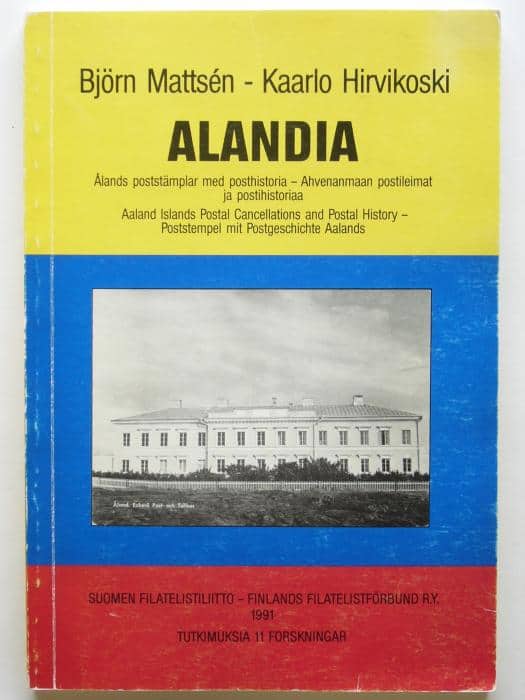 Björn Mattsén - Kaarlo Hirvikoski
ALANDIA
Ålands poststämplar med posthistoria – Ahvenanmaan postileimat
ja postihistoriaa
Aaland Islands Postal Cancellations and Postal History –
Poststempel mit Postgeschichte Aalands
Åland. Eckerö Post- och Tullhus
SUOMEN FILATELISTILIITTO – FINLANDS FILATELISTFÖRBUND R.Y.
1991
TUTKIMUKSIA 11 FORSKNINGAR